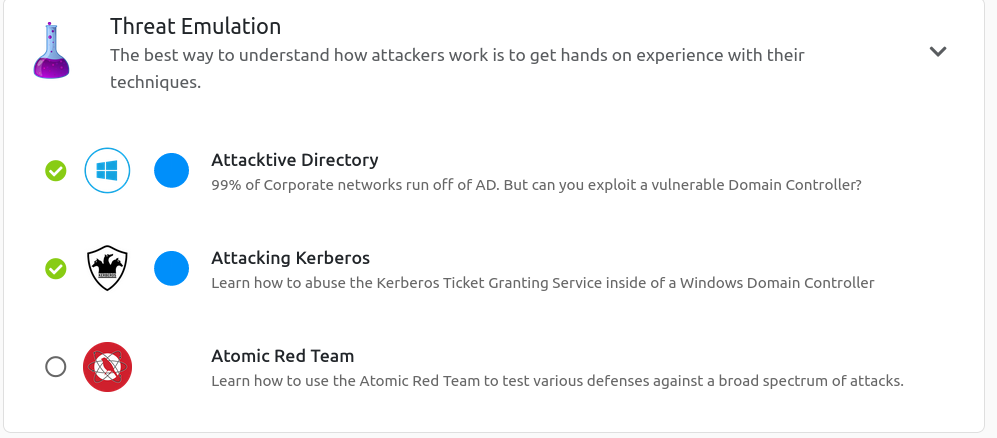 Threat Emulation
The best way to understand how attackers work is to get hands on experience with their
techniques.
Attacktive Directory
99% of Corporate networks run off of AD. But can you exploit a vulnerable Domain Controller?
Attacking Kerberos
Learn how to abuse the Kerberos Ticket Granting Service inside of a Windows Domain Controller
Atomic Red Team
Learn how to use the Atomic Red Team to test various defenses against a broad spectrum of attacks.